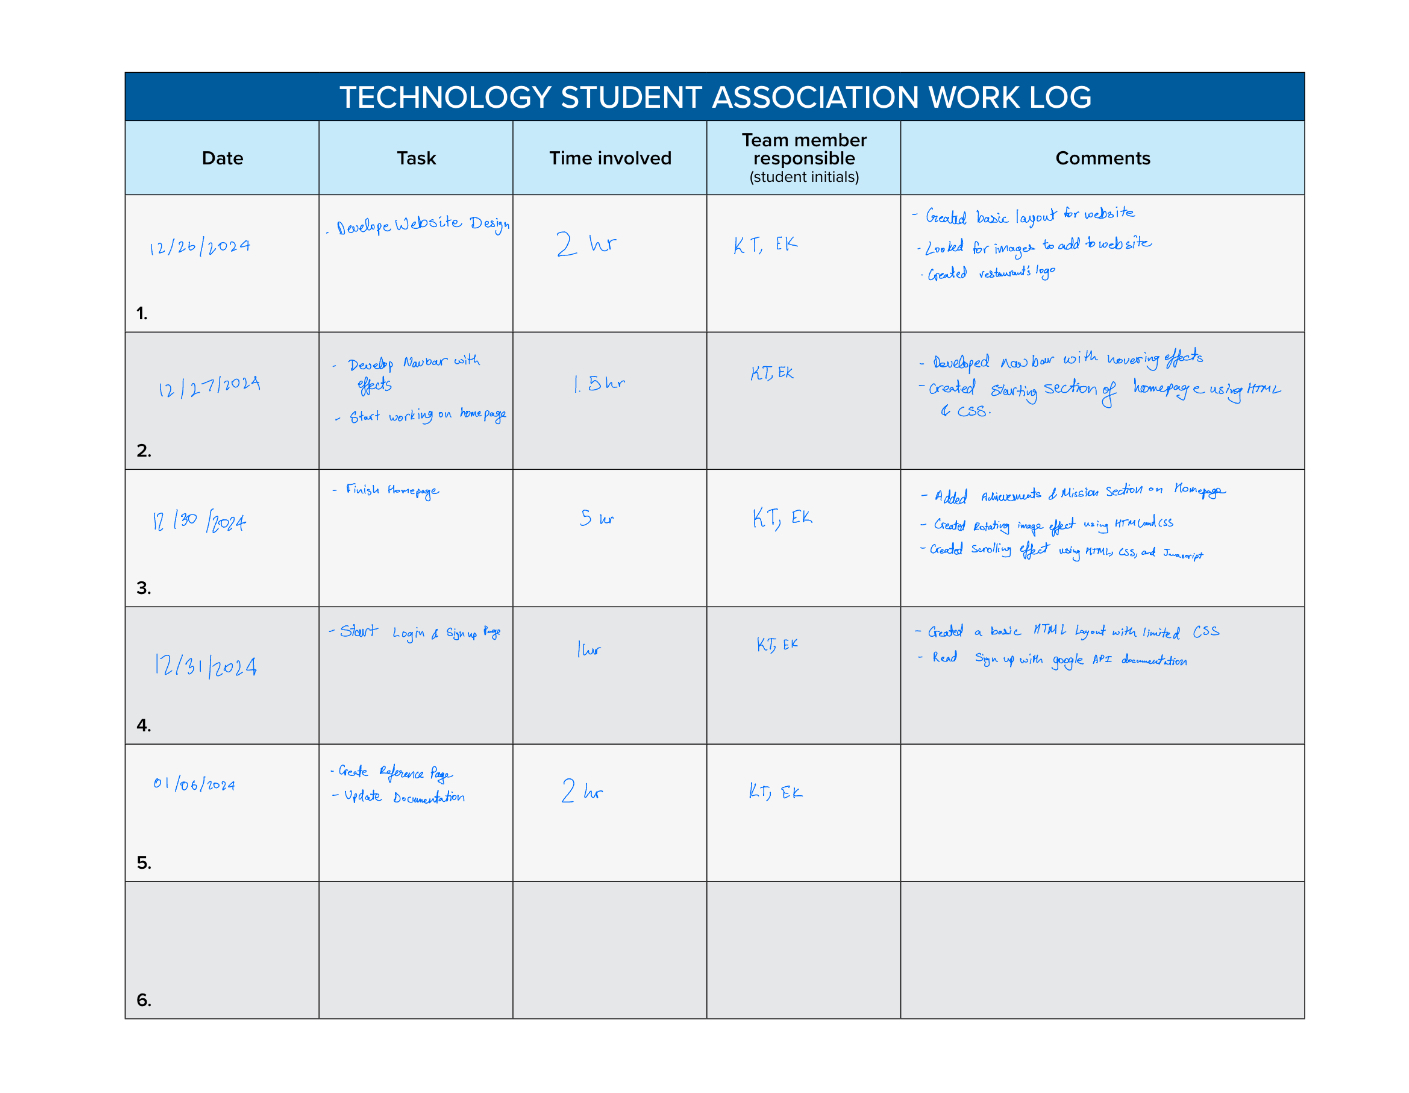 TECHNOLOGY STUDENT ASSOCIATION WORK LOG
Date Task Time involved Team member responsible (student initials) Comments
1. 12/26/2024
- Develope Website Design
2 hr
KT, EK
- Created basic layout for website
- Looked for images to add to website
- Created restaurant's logo
2. 12/27/2024
- Develop Navbar with
effects
- Start working on homepage
1.5 hr
KT, EK
- Developed navbar with hovering effects
- Created starting section of homepage using HTML
& CSS.
3. 12/30/2024
- Finish Homepage
5 hr
KT, EK
- Added Achievements & Mission Section on Homepage
- Created Rotating image effect using HTML and CSS
- Created Scrolling effect using HTML, CSS, and Javascript
4. 12/31/2024
- Start Login & Sign up Page
1 hr
KT, EK
- Created a basic HTML Layout with limited CSS
- Read Sign up with google API documentation
5. 01/06/2024
- Create Reference Page
- Update Documentation
2 hr
KT, EK
6.